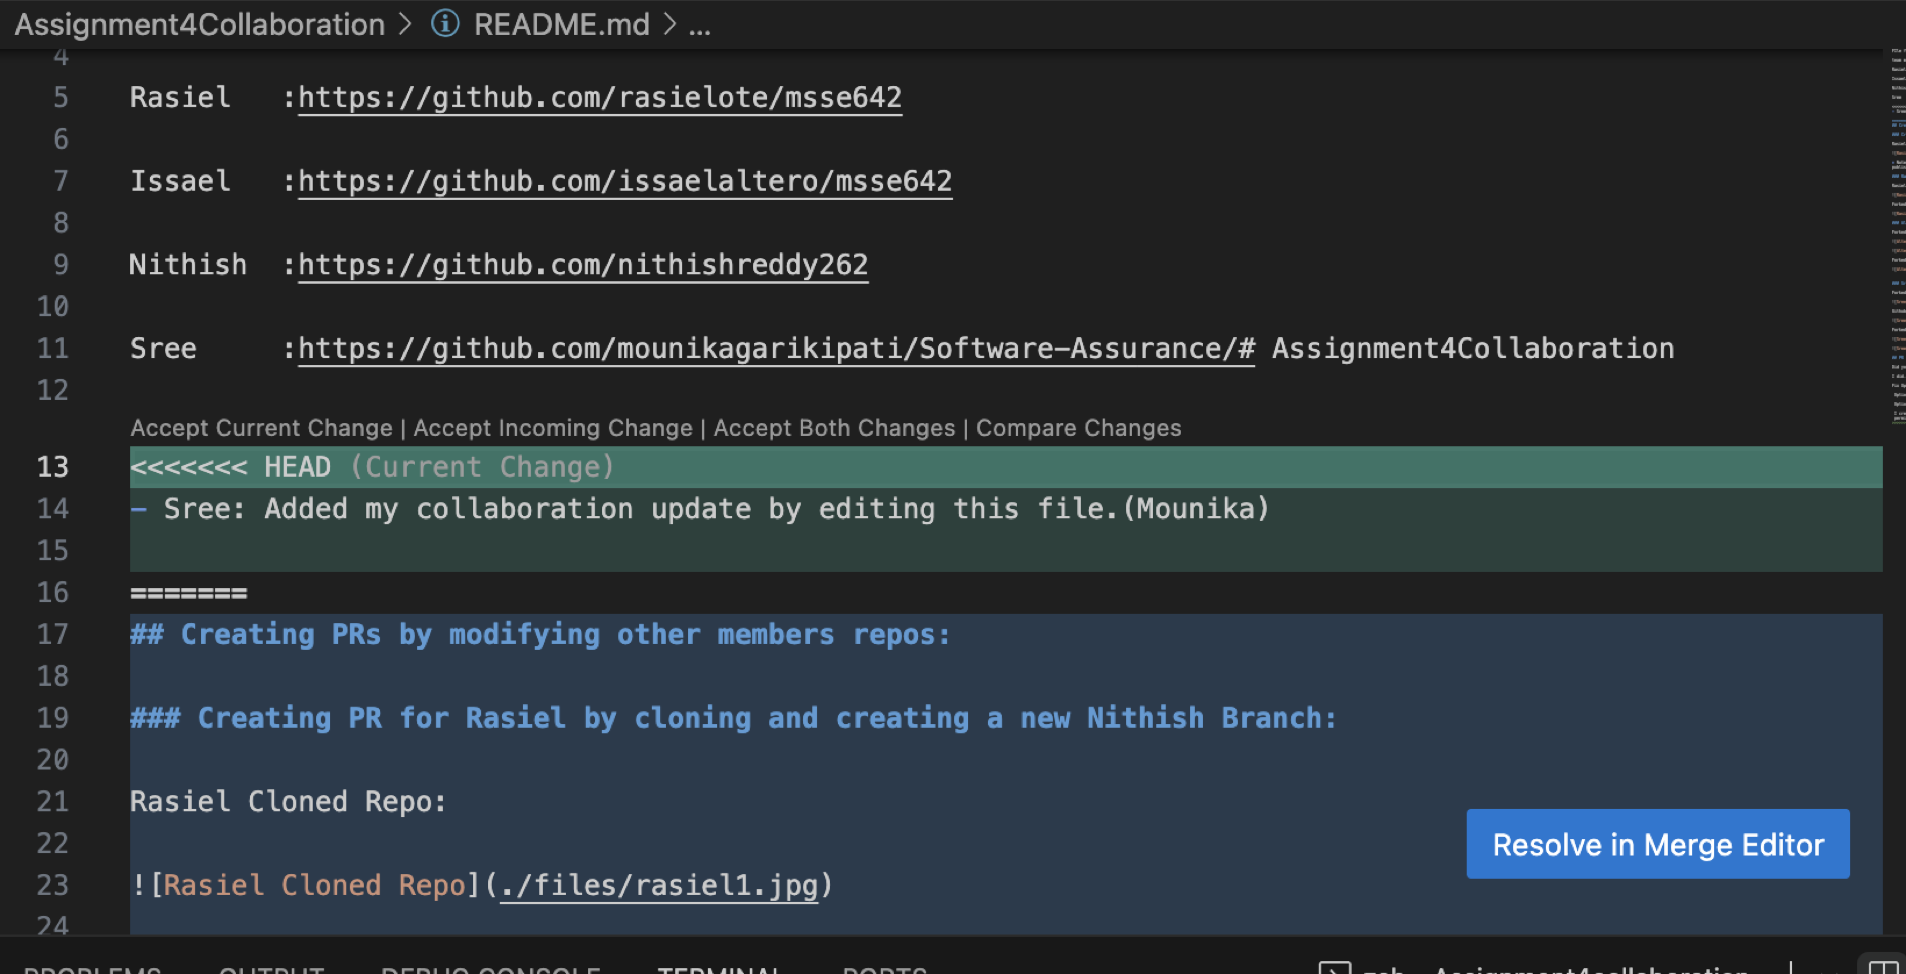 Assignment4Collaboration > README.md > ...
4
5 Rasiel :https://github.com/rasielote/msse642
6
7 Issael :https://github.com/issaelaltero/msse642
8
9 Nithish :https://github.com/nithishreddy262
10
11 Sree :https://github.com/mounikagarikipati/Software-Assurance/# Assignment4Collaboration
12
Accept Current Change | Accept Incoming Change | Accept Both Changes | Compare Changes
13 <<<<<<< HEAD (Current Change)
14 - Sree: Added my collaboration update by editing this file.(Mounika)
15
16 =======
17 ## Creating PRs by modifying other members repos:
18
19 ### Creating PR for Rasiel by cloning and creating a new Nithish Branch:
20
21 Rasiel Cloned Repo:
22
Resolve in Merge Editor
23 ![Rasiel Cloned Repo](./files/rasiel1.jpg)
24
PROBLEMS OUTPUT DEBUG CONSOLE TERMINAL PORTS zsh - Assignment4collaboration